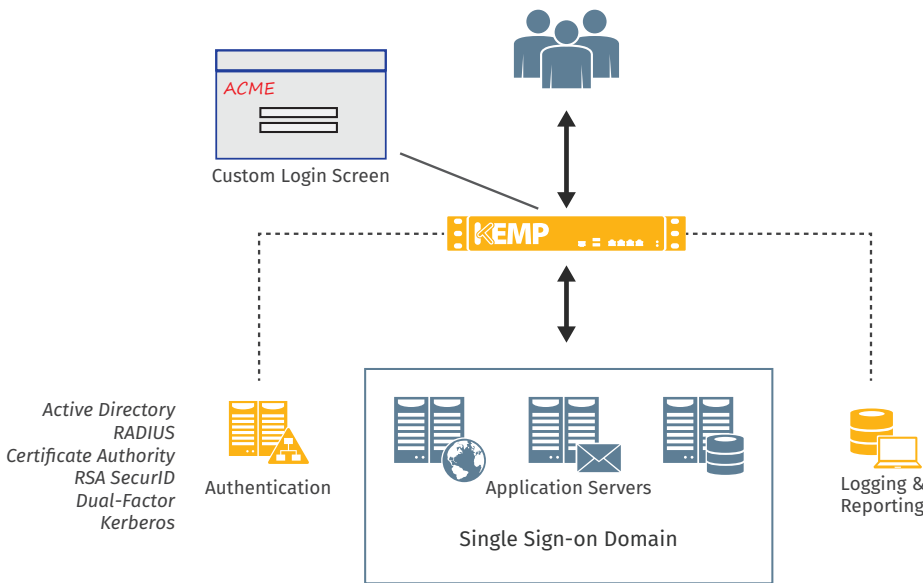 ACME
Custom Login Screen
KEMP
Active Directory
RADIUS
Certificate Authority
RSA SecurID
Dual-Factor
Kerberos
Authentication
Application Servers
Single Sign-on Domain
Logging &
Reporting